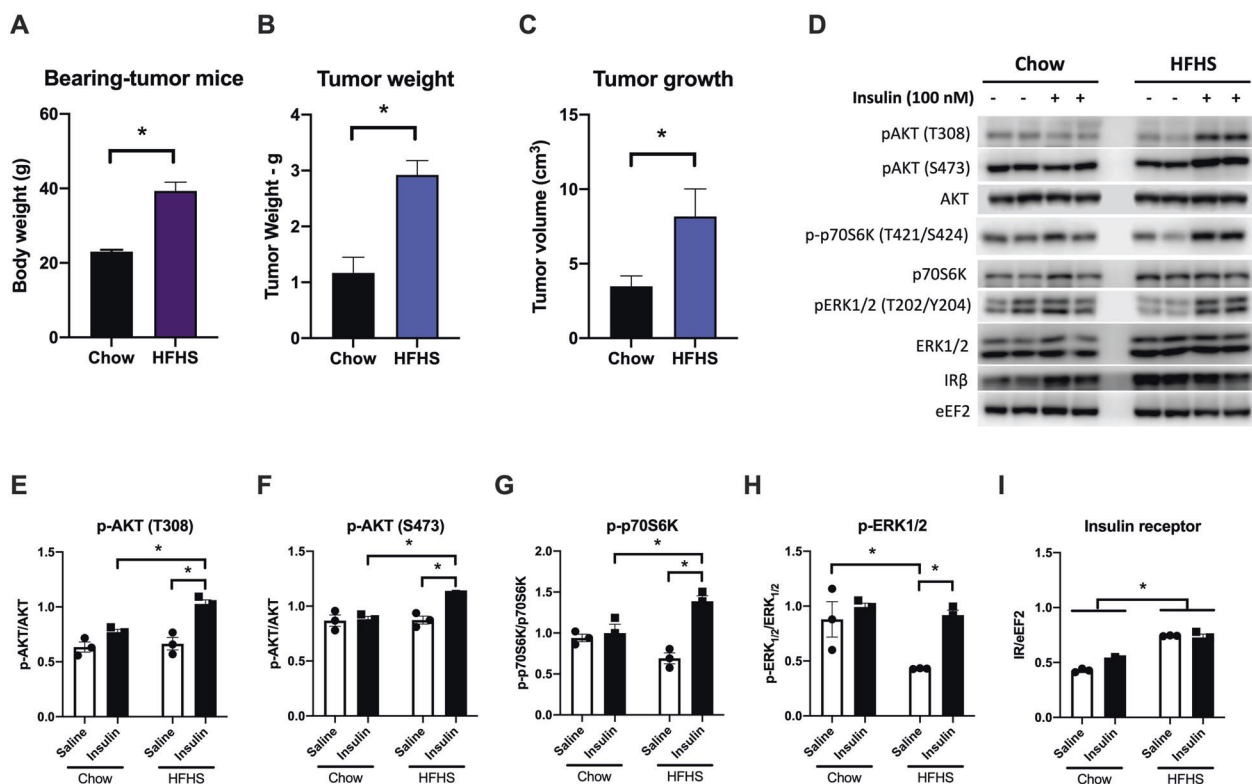 A
Bearing-tumor mice
Body weight (g)
60
40
20
0
*
Chow
HFHS
B
Tumor weight
Tumor Weight - g
4
3
2
1
0
*
Chow
HFHS
C
Tumor growth
Tumor volume (cm³)
15
10
5
0
*
Chow
HFHS
D
Chow HFHS
Insulin (100 nM) - - + + - - + +
pAKT (T308)
pAKT (S473)
AKT
p-p70S6K (T421/S424)
p70S6K
pERK1/2 (T202/Y204)
ERK1/2
IRβ
eEF2
E
p-AKT (T308)
p-AKT/AKT
1.5
1.0
0.5
0.0
*
*
Saline Insulin Saline Insulin
Chow HFHS
F
p-AKT (S473)
p-AKT/AKT
1.5
1.0
0.5
0.0
*
*
Saline Insulin Saline Insulin
Chow HFHS
G
p-p70S6K
p-p70S6K/p70S6K
2.0
1.5
1.0
0.5
0.0
*
*
Saline Insulin Saline Insulin
Chow HFHS
H
p-ERK1/2
p-ERK1/2/ERK1/2
1.5
1.0
0.5
0.0
*
*
Saline Insulin Saline Insulin
Chow HFHS
I
Insulin receptor
IR/eEF2
1.5
1.0
0.5
0.0
*
Saline Insulin Saline Insulin
Chow HFHS